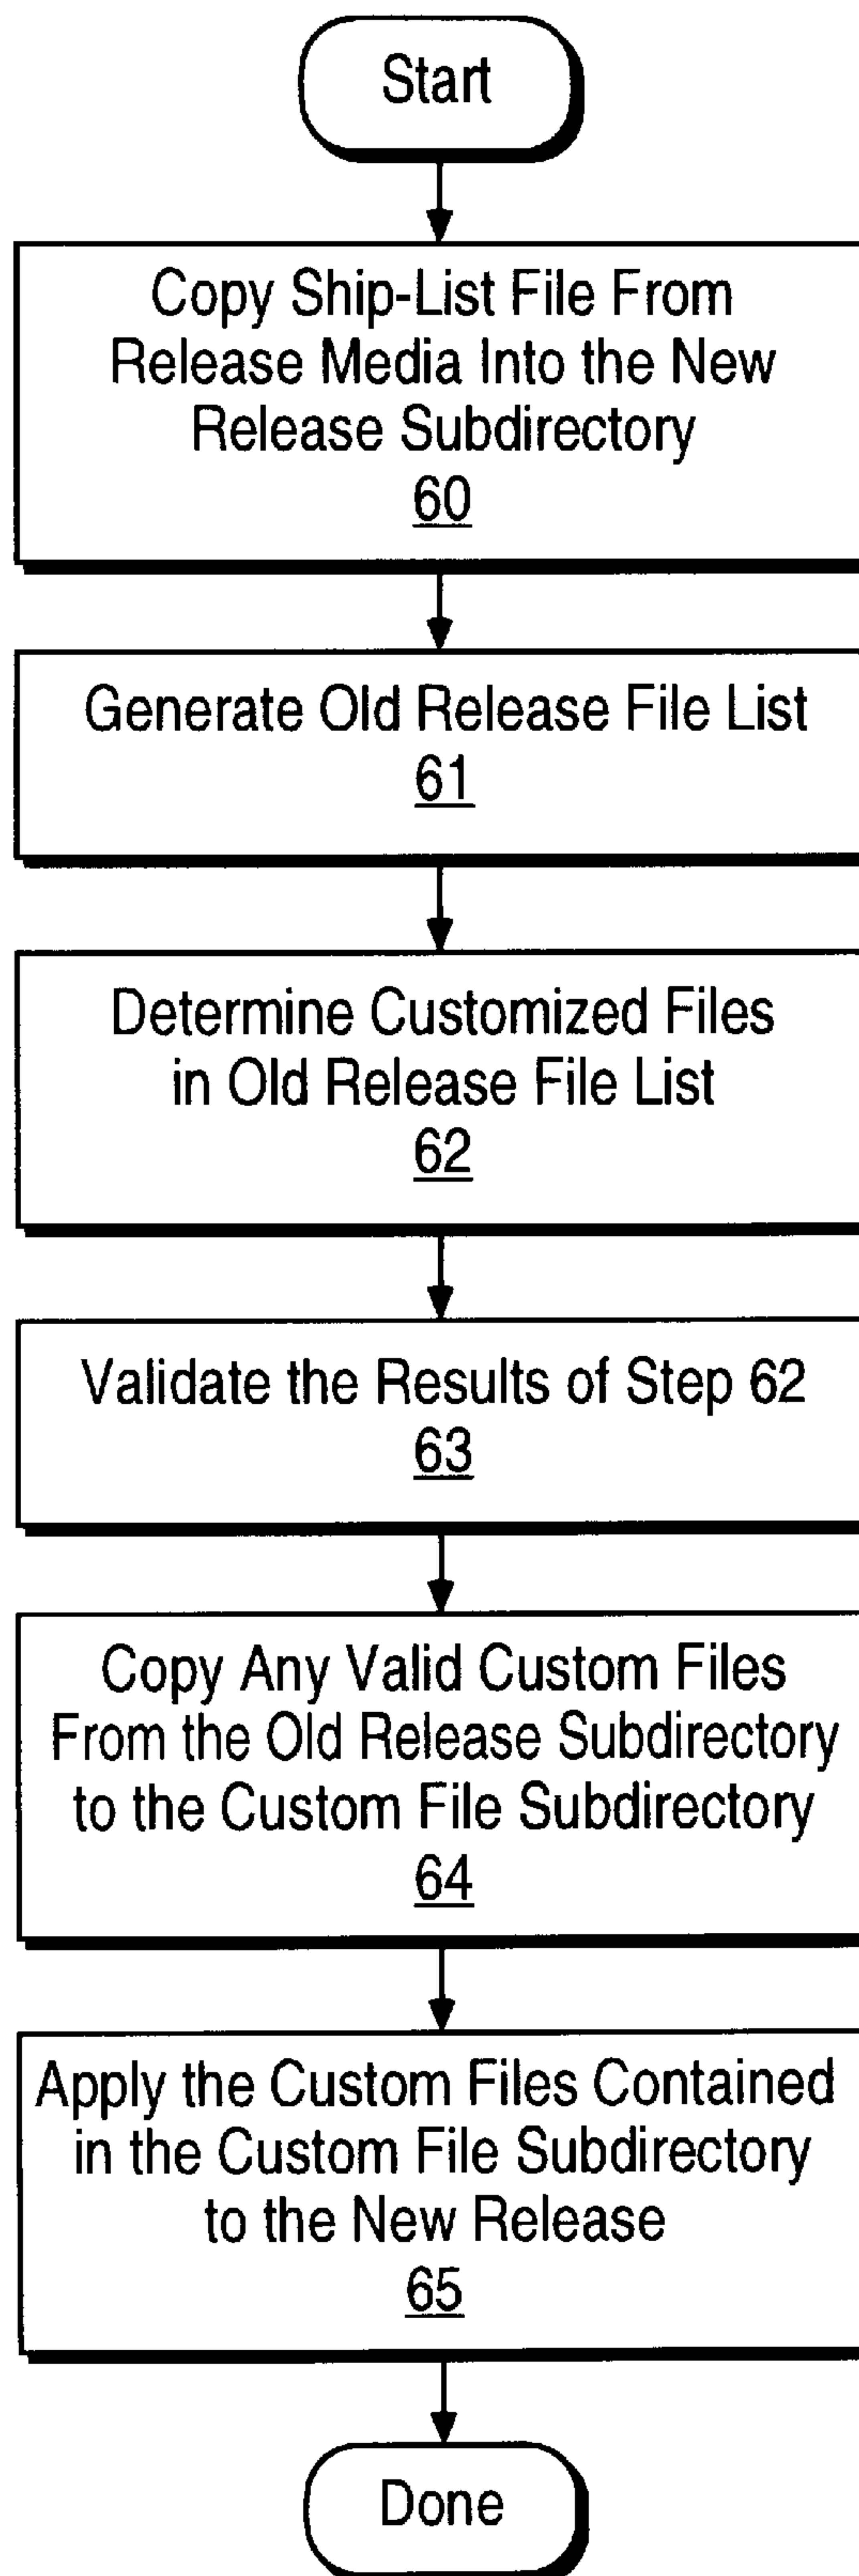 Start
Copy Ship-List File From
Release Media Into the New
Release Subdirectory
60
Generate Old Release File List
61
Determine Customized Files
in Old Release File List
62
Validate the Results of Step 62
63
Copy Any Valid Custom Files
From the Old Release Subdirectory
to the Custom File Subdirectory
64
Apply the Custom Files Contained
in the Custom File Subdirectory
to the New Release
65
Done